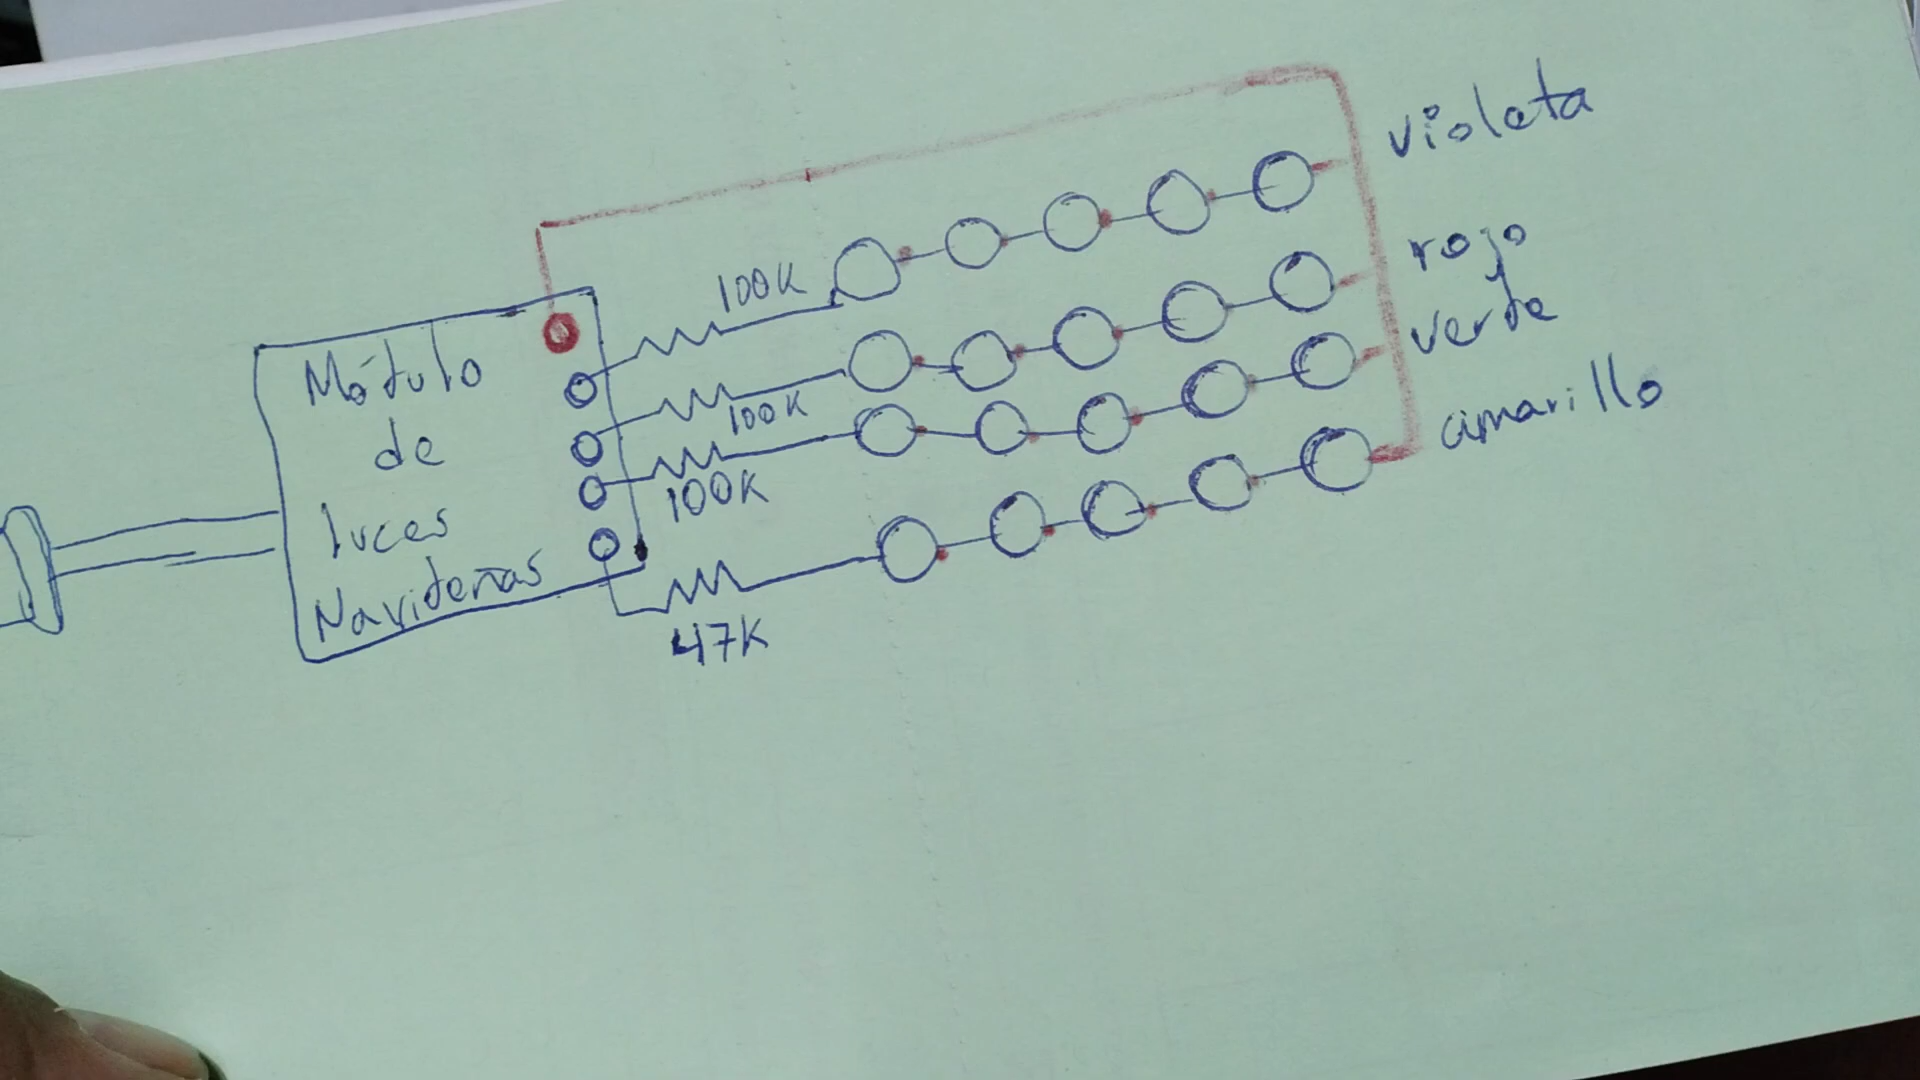 Módulo
de
luces
Navideñas
100K
100K
100K
47K
violeta
rojo
verde
amarillo